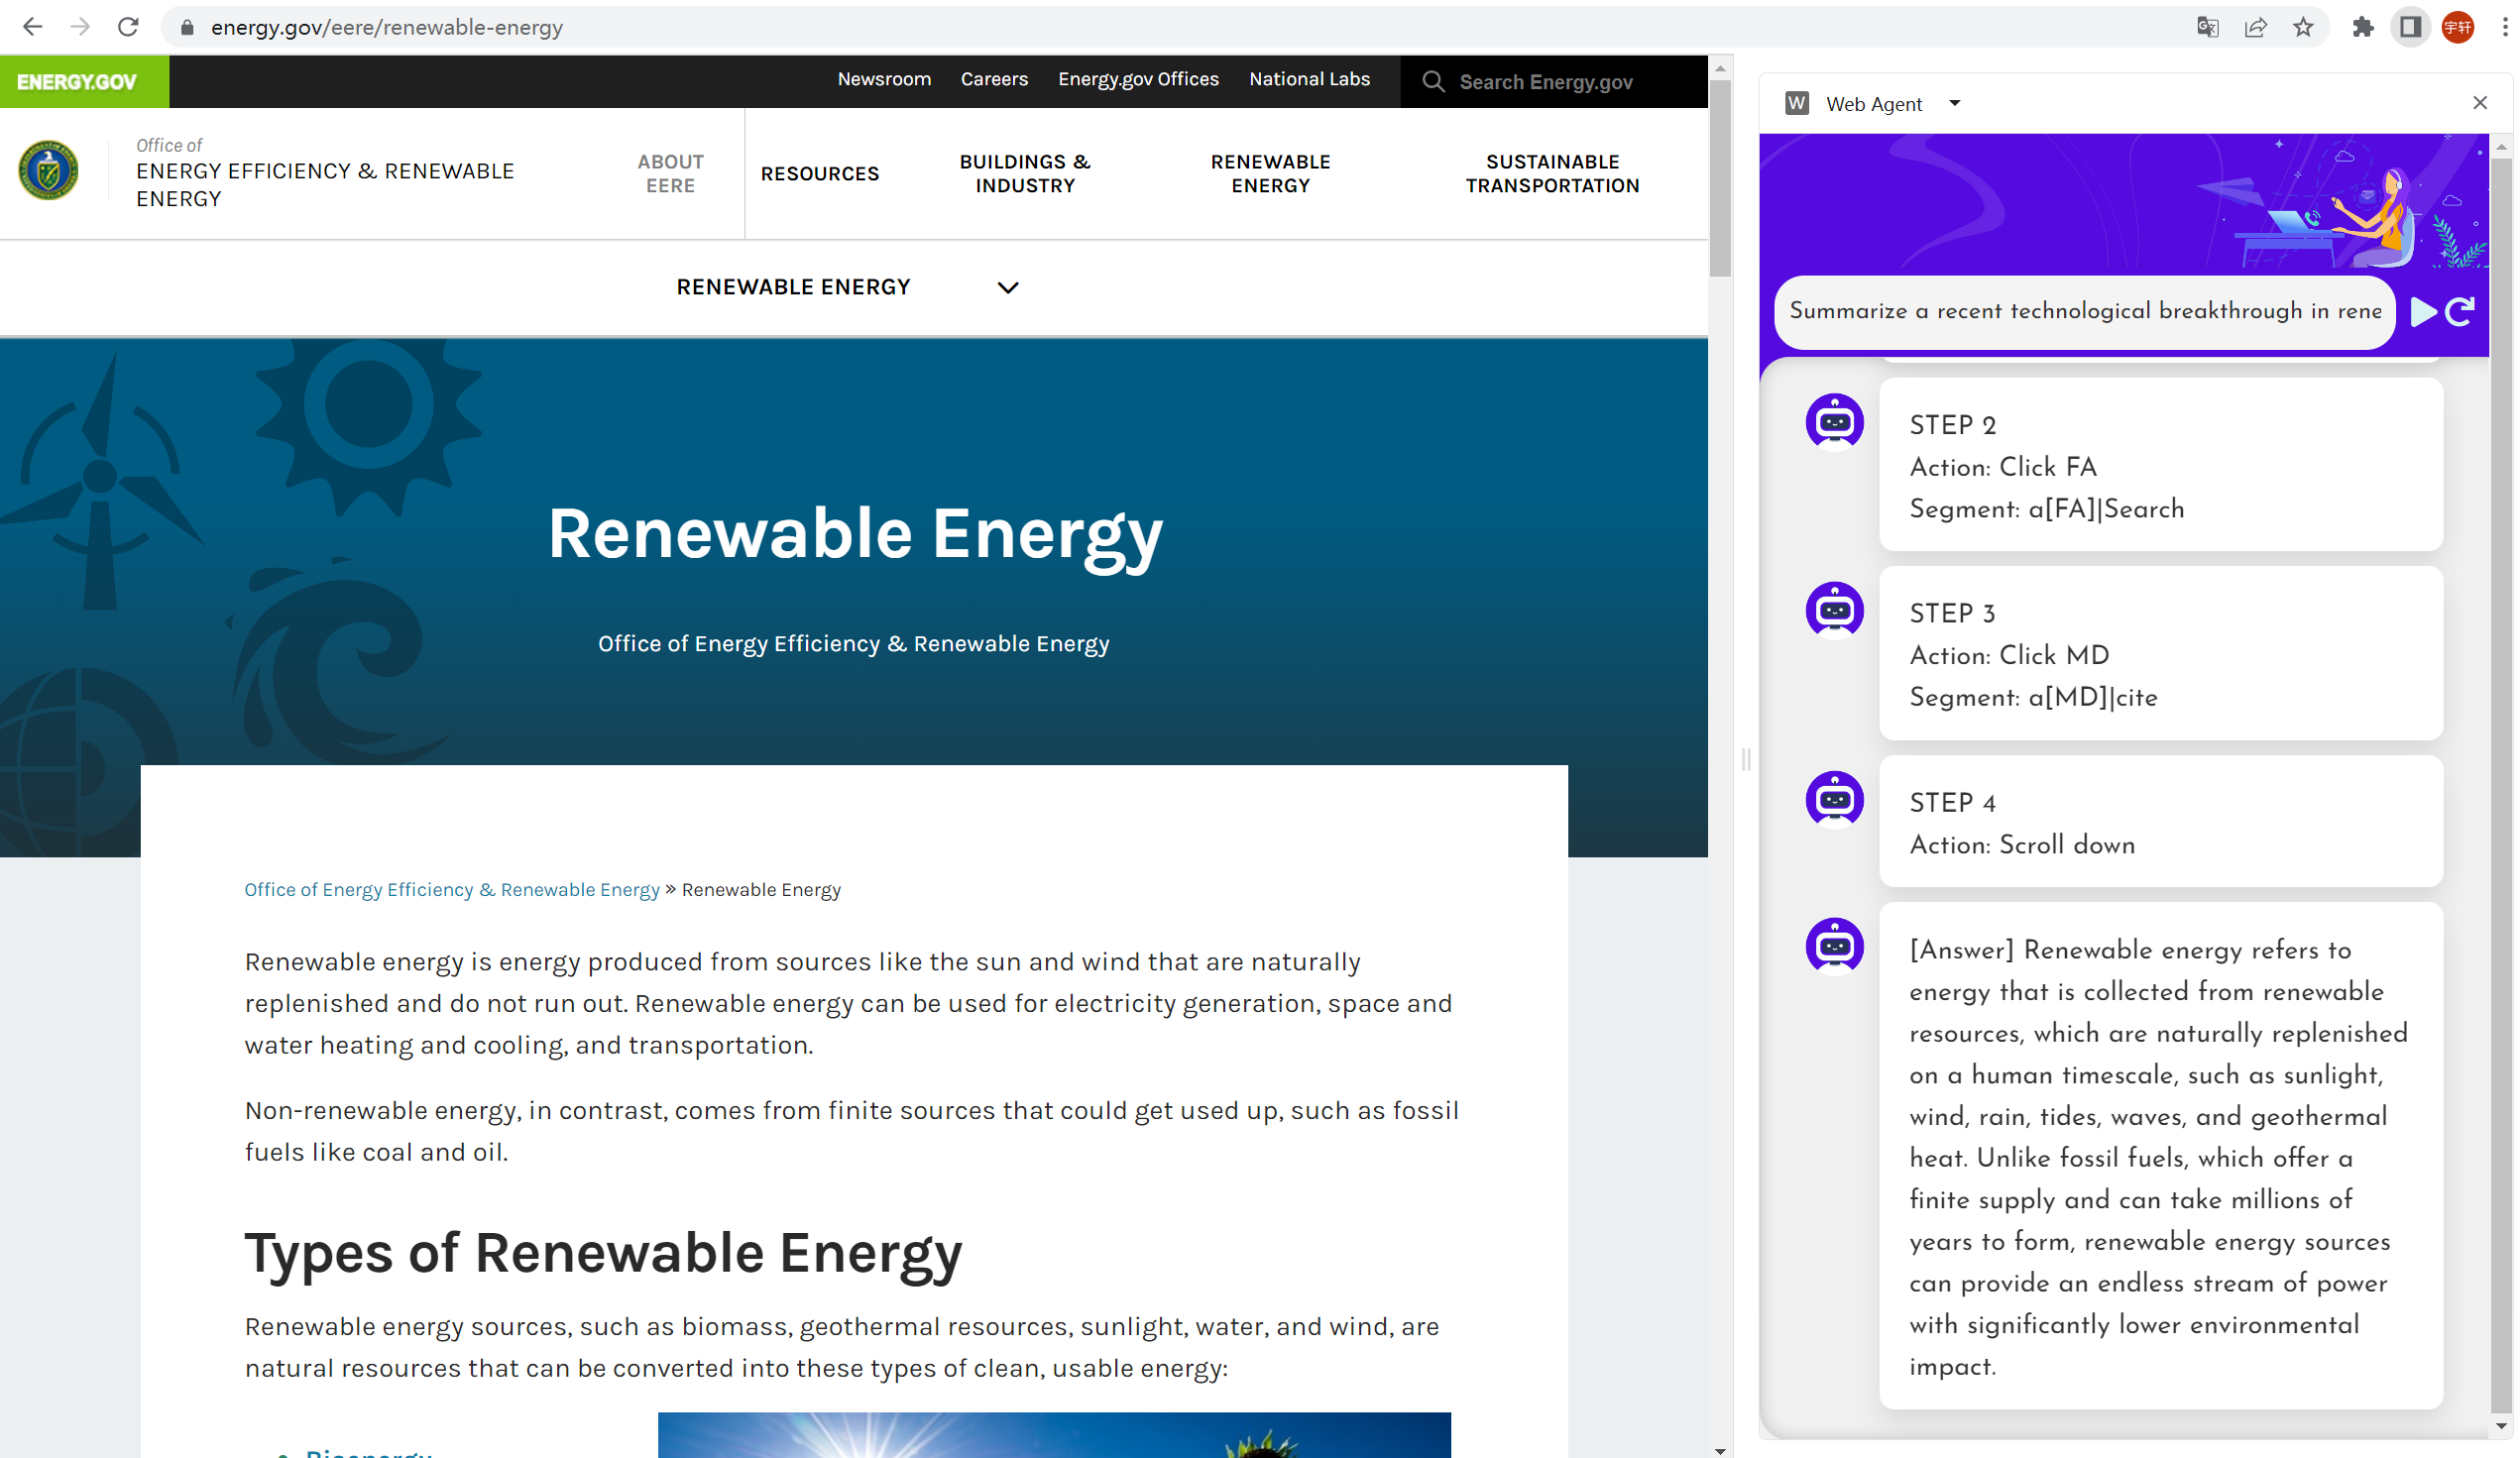 energy.gov/eere/renewable-energy
宇轩
ENERGY.GOV
Newsroom
Careers
Energy.gov Offices
National Labs
Search Energy.gov
Office of
ENERGY EFFICIENCY & RENEWABLE
ENERGY
ABOUT
EERE
RESOURCES
BUILDINGS &
INDUSTRY
RENEWABLE
ENERGY
SUSTAINABLE
TRANSPORTATION
RENEWABLE ENERGY
Renewable Energy
Office of Energy Efficiency & Renewable Energy
Office of Energy Efficiency & Renewable Energy » Renewable Energy
Renewable energy is energy produced from sources like the sun and wind that are naturally
replenished and do not run out. Renewable energy can be used for electricity generation, space and
water heating and cooling, and transportation.
Non-renewable energy, in contrast, comes from finite sources that could get used up, such as fossil
fuels like coal and oil.
Types of Renewable Energy
Renewable energy sources, such as biomass, geothermal resources, sunlight, water, and wind, are
natural resources that can be converted into these types of clean, usable energy:
Bioenergy
W Web Agent
Summarize a recent technological breakthrough in rene
STEP 2
Action: Click FA
Segment: a[FA]|Search
STEP 3
Action: Click MD
Segment: a[MD]|cite
STEP 4
Action: Scroll down
[Answer] Renewable energy refers to
energy that is collected from renewable
resources, which are naturally replenished
on a human timescale, such as sunlight,
wind, rain, tides, waves, and geothermal
heat. Unlike fossil fuels, which offer a
finite supply and can take millions of
years to form, renewable energy sources
can provide an endless stream of power
with significantly lower environmental
impact.